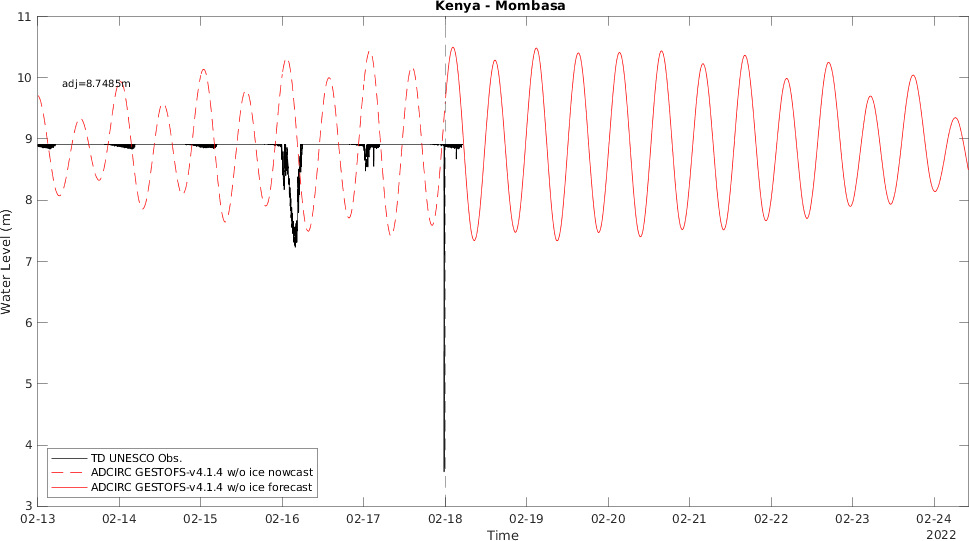 Kenya - Mombasa
11
10
9
8
7
6
5
4
3
Water Level (m)
adj=8.7485m
TD UNESCO Obs.
ADCIRC GESTOFS-v4.1.4 w/o ice nowcast
ADCIRC GESTOFS-v4.1.4 w/o ice forecast
02-13 02-14 02-15 02-16 02-17 02-18 02-19 02-20 02-21 02-22 02-23 02-24
2022
Time